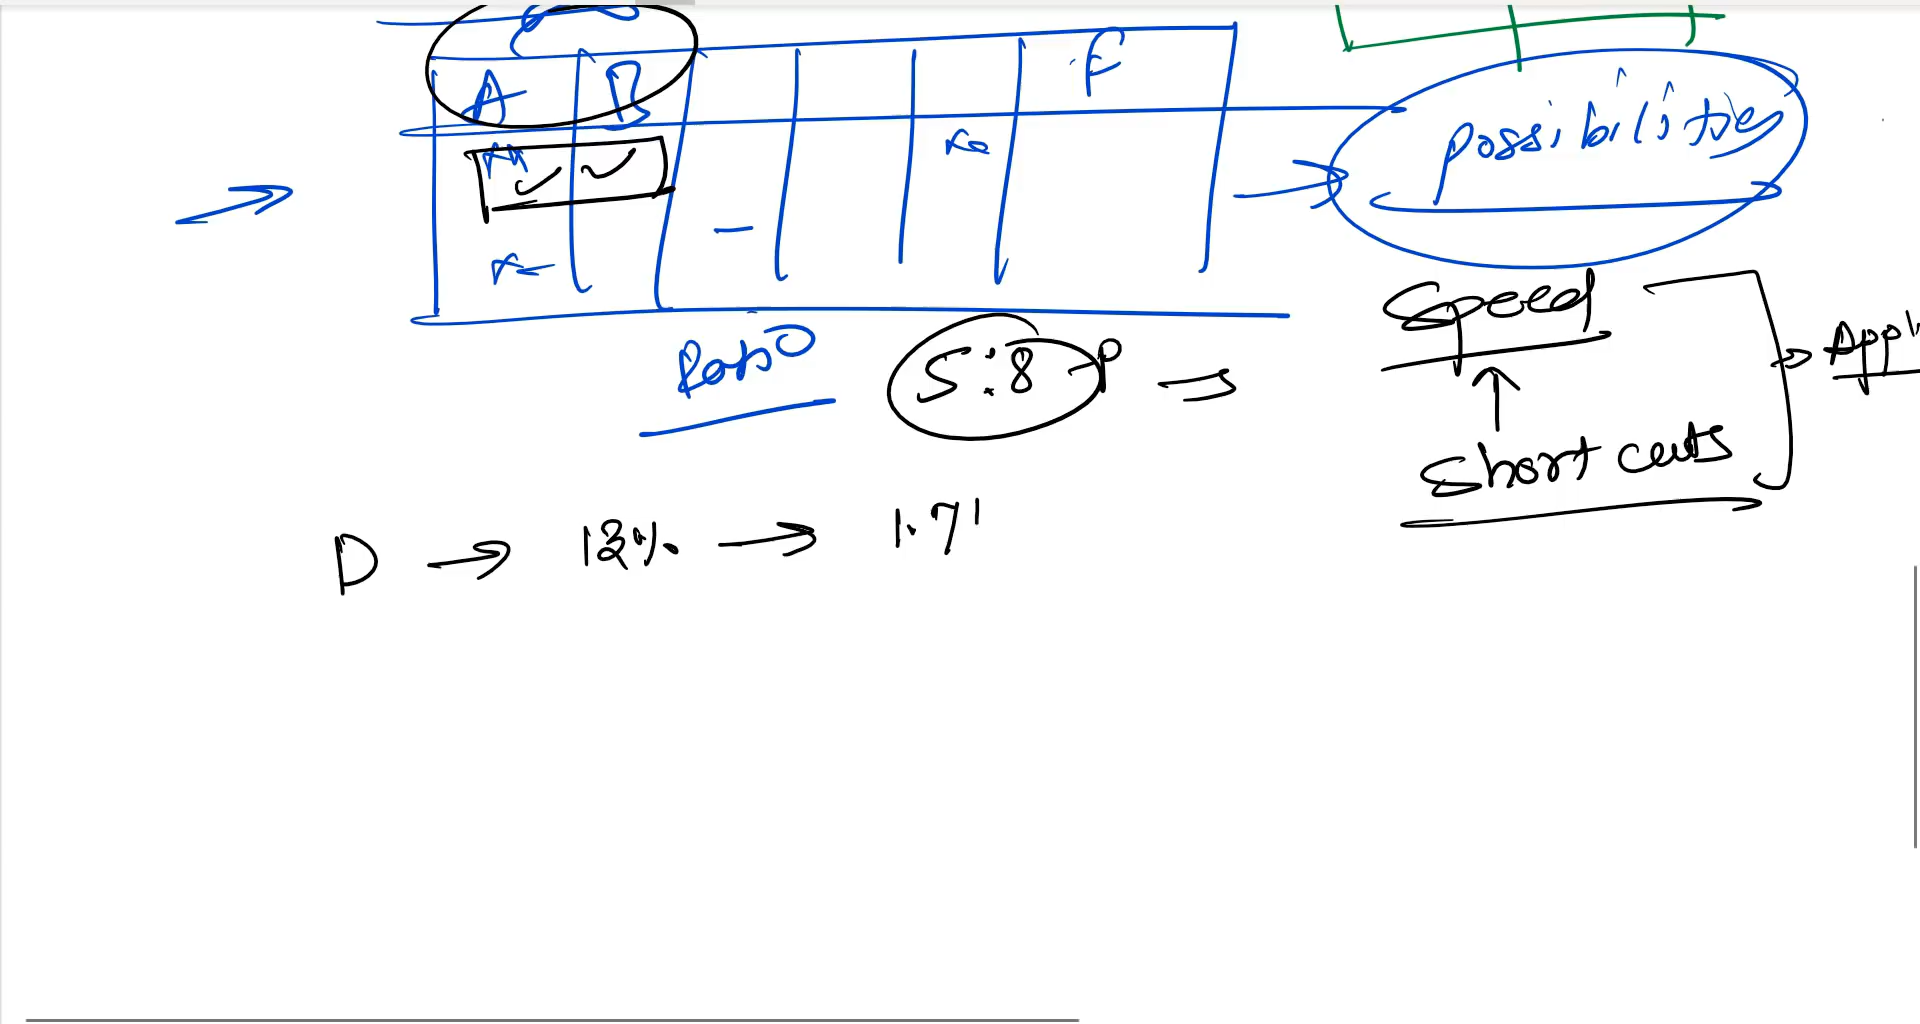 A B F
possibilities
Speed
Ratio 5:8 P
Short cuts
D → 12% → 1.71